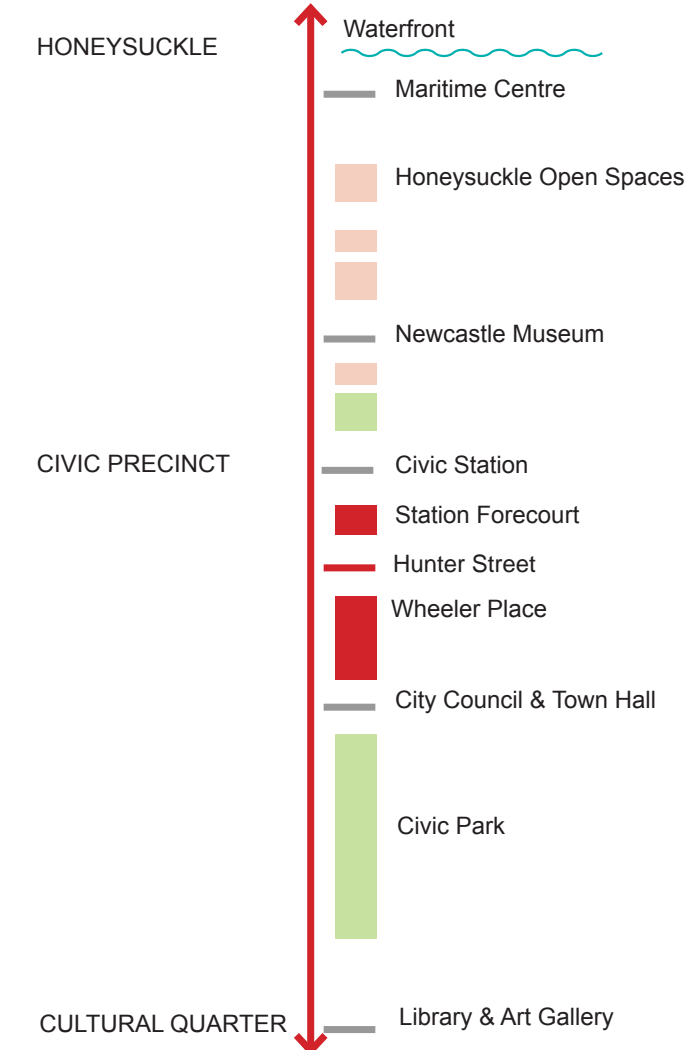 Waterfront
HONEYSUCKLE
Maritime Centre
Honeysuckle Open Spaces
Newcastle Museum
CIVIC PRECINCT
Civic Station
Station Forecourt
Hunter Street
Wheeler Place
City Council & Town Hall
Civic Park
CULTURAL QUARTER
Library & Art Gallery